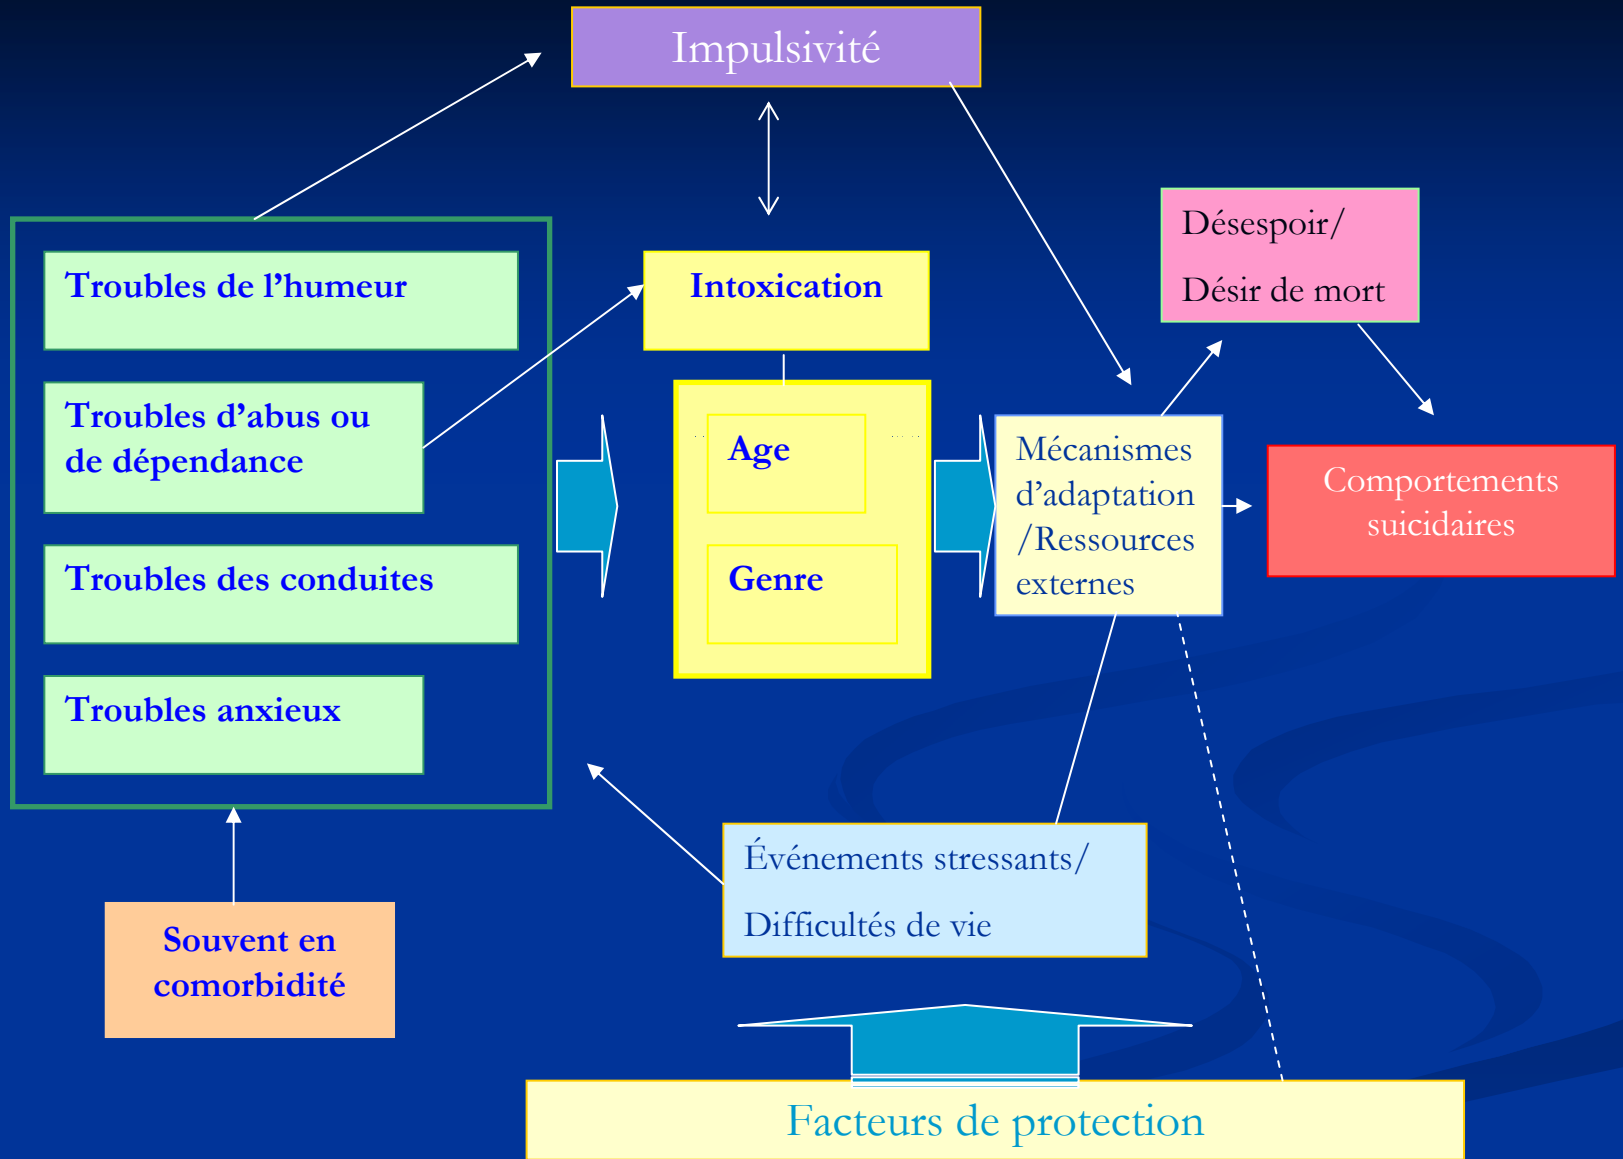 Impulsivité
Désespoir/
Désir de mort
Troubles de l’humeur
Intoxication
Troubles d’abus ou
de dépendance
Age
Mécanismes
d’adaptation
/Ressources
externes
Comportements
suicidaires
Troubles des conduites
Genre
Troubles anxieux
Événements stressants/
Difficultés de vie
Souvent en
comorbidité
Facteurs de protection